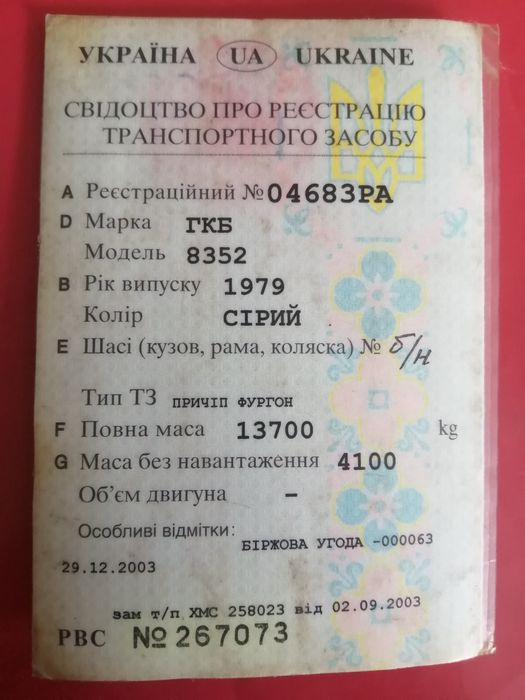 УКРАЇНА UA UKRAINE
СВІДОЦТВО ПРО РЕЄСТРАЦІЮ
ТРАНСПОРТНОГО ЗАСОБУ
A Реєстраційний № 04683РА
D Марка ГКБ
Модель 8352
B Рік випуску 1979
Колір СІРИЙ
E Шасі (кузов, рама, коляска) № б/н
Тип ТЗ ПРИЧІП ФУРГОН
F Повна маса 13700 kg
G Маса без навантаження 4100
Об'єм двигуна –
Особливі відмітки:
БІРЖОВА УГОДА -000063
29.12.2003
зам т/п ХМС 258023 від 02.09.2003
РВС №267073